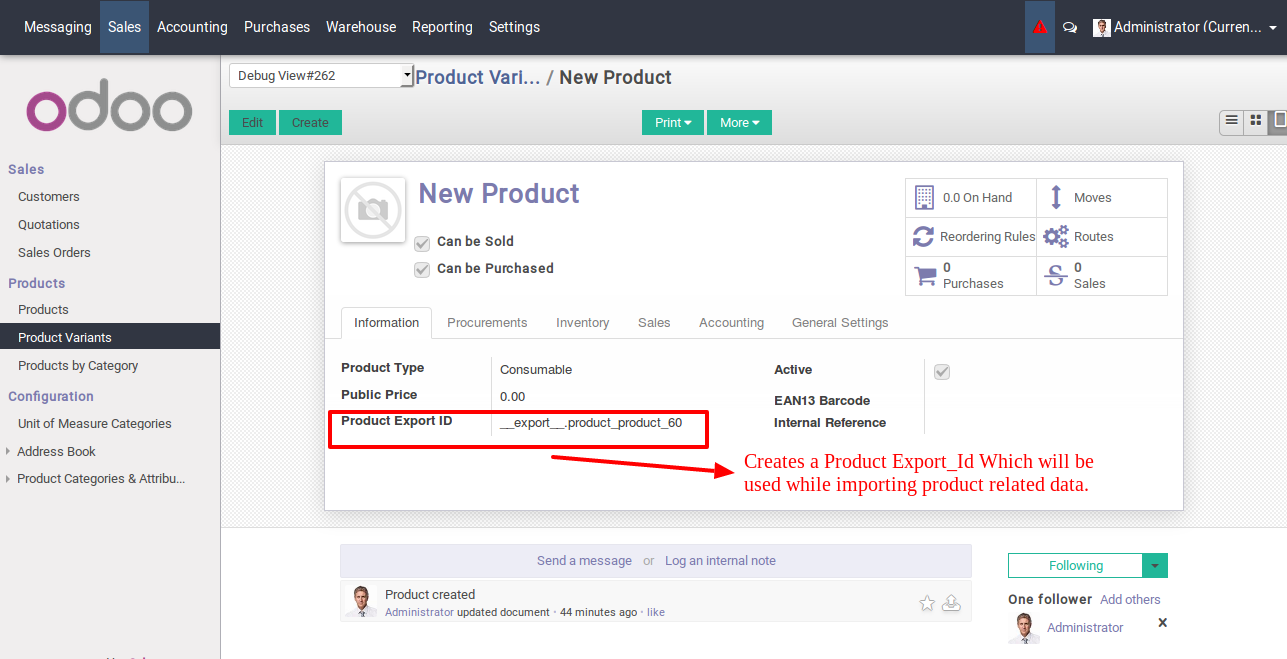 Messaging Sales Accounting Purchases Warehouse Reporting Settings Administrator (Curren...
odoo
Debug View#262 Product Vari... / New Product
Edit Create Print More
Sales
Customers
Quotations
Sales Orders
Products
Products
Product Variants
Products by Category
Configuration
Unit of Measure Categories
Address Book
Product Categories & Attribu...
New Product
Can be Sold
Can be Purchased
0.0 On Hand Moves
Reordering Rules Routes
0 Purchases 0 Sales
Information Procurements Inventory Sales Accounting General Settings
Product Type Consumable Active
Public Price 0.00 EAN13 Barcode
Product Export ID __export__.product_product_60 Internal Reference
Creates a Product Export_Id Which will be
used while importing product related data.
Send a message or Log an internal note
Product created
Administrator updated document · 44 minutes ago · like
Following
One follower Add others
Administrator x